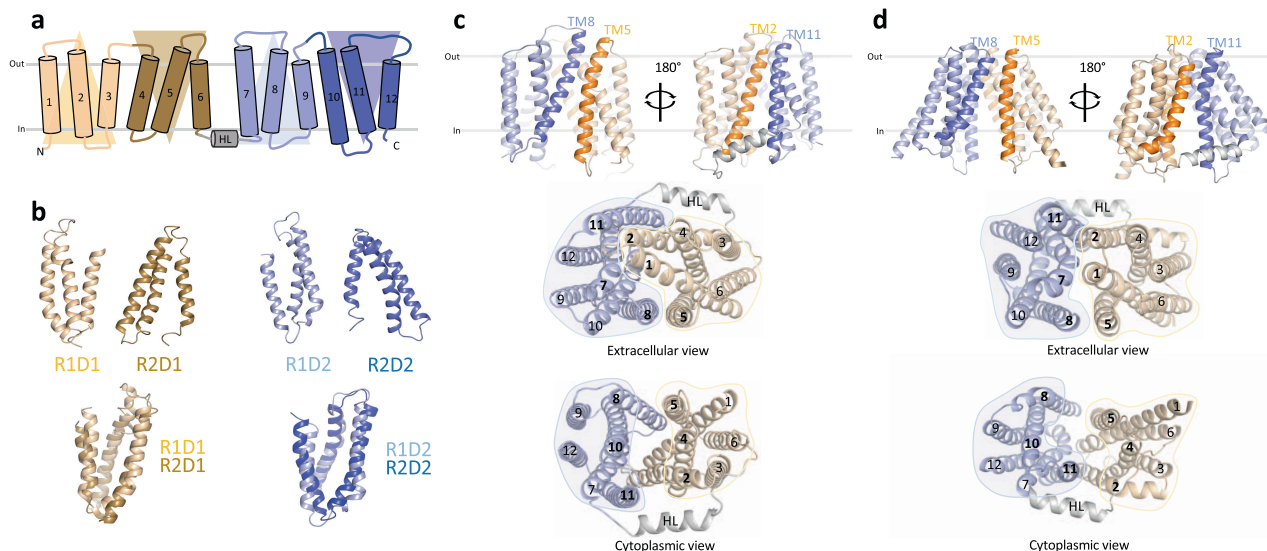 a
Out
In
1
2
3
4
5
6
7
8
9
10
11
12
HL
N
C
b
R1D1
R2D1
R1D2
R2D2
R1D1
R2D1
R1D2
R2D2
c
TM8
TM5
TM2
TM11
Out
In
180°
HL
11
2
4
3
12
1
7
6
9
10
8
5
Extracellular view
8
5
1
9
4
6
10
12
3
2
7
11
HL
Cytoplasmic view
d
TM8
TM5
TM2
TM11
Out
In
180°
11
HL
2
4
12
3
9
1
7
6
10
8
5
Extracellular view
8
1
5
9
6
10
4
12
11
3
7
2
HL
Cytoplasmic view